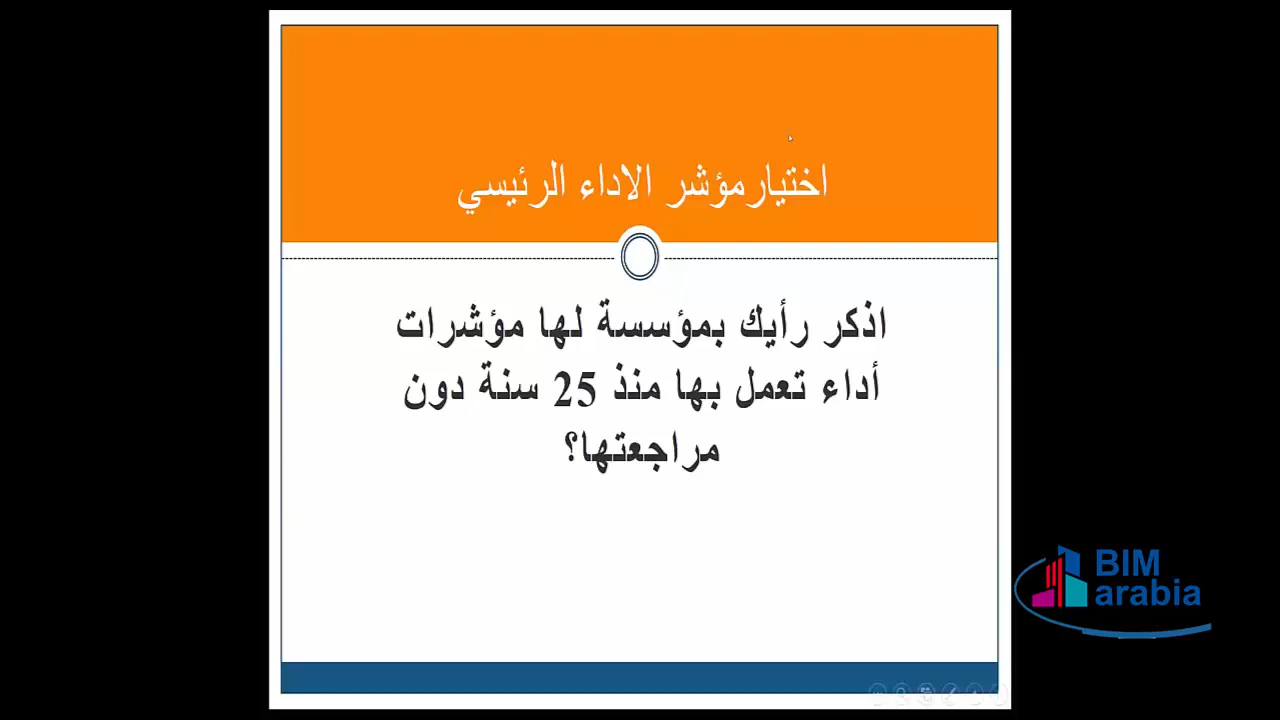 اختيارمؤشر الاداء الرئيسي
اذكر رأيك بمؤسسة لها مؤشرات
أداء تعمل بها منذ 25 سنة دون
مراجعتها؟
BIM
arabia